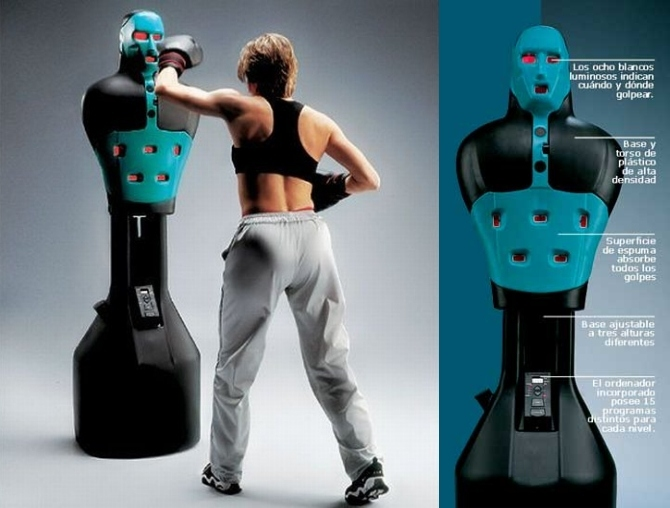 Los ocho blancos
luminosos indican
cuándo y dónde
golpear.
Base y
torso de
plástico
de alta
densidad
Superficie
de espuma
absorbe
todos los
golpes
Base ajustable
a tres alturas
diferentes
El ordenador
incorporado
posee 15
programas
distintos para
cada nivel.